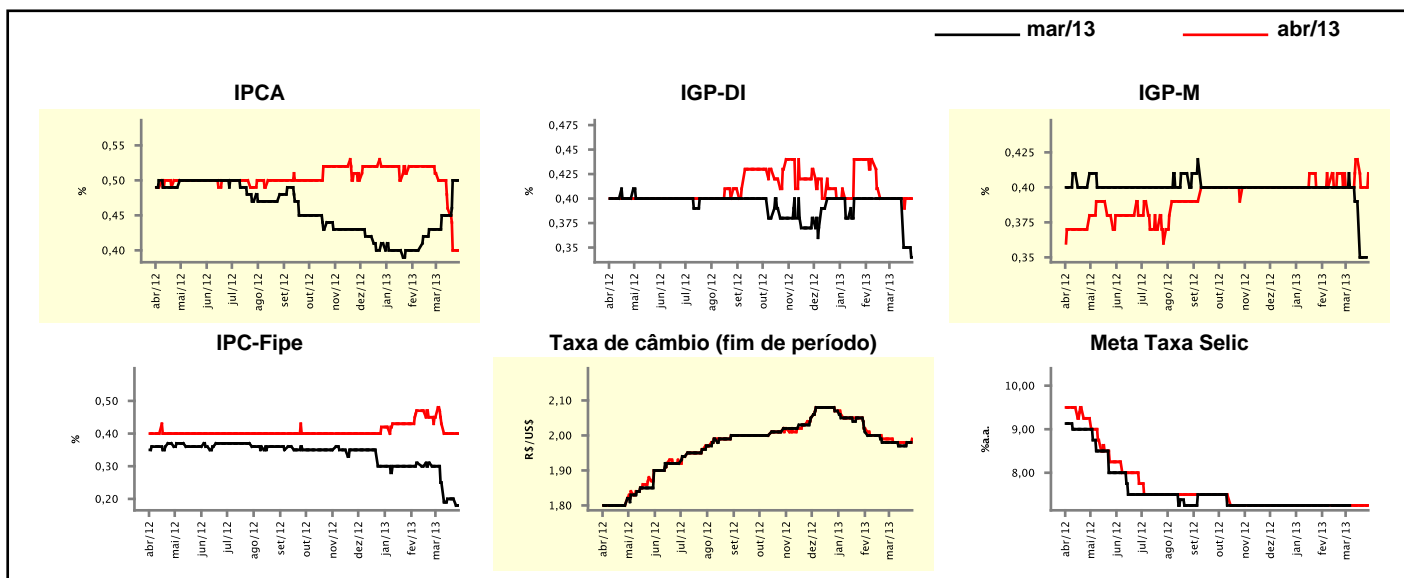 mar/13 abr/13
IPCA
%
0,55
0,50
0,45
0,40
abr/12 mai/12 jun/12 jul/12 ago/12 set/12 out/12 nov/12 dez/12 jan/13 fev/13 mar/13
IGP-DI
%
0,475
0,45
0,425
0,40
0,375
0,35
abr/12 mai/12 jun/12 jul/12 ago/12 set/12 out/12 nov/12 dez/12 jan/13 fev/13 mar/13
IGP-M
%
0,425
0,40
0,375
0,35
abr/12 mai/12 jun/12 jul/12 ago/12 set/12 out/12 nov/12 dez/12 jan/13 fev/13 mar/13
IPC-Fipe
%
0,50
0,40
0,30
0,20
abr/12 mai/12 jun/12 jul/12 ago/12 set/12 out/12 nov/12 dez/12 jan/13 fev/13 mar/13
Taxa de câmbio (fim de período)
R$/US$
2,10
2,00
1,90
1,80
abr/12 mai/12 jun/12 jul/12 ago/12 set/12 out/12 nov/12 dez/12 jan/13 fev/13 mar/13
Meta Taxa Selic
%a.a.
10,00
9,00
8,00
abr/12 mai/12 jun/12 jul/12 ago/12 set/12 out/12 nov/12 dez/12 jan/13 fev/13 mar/13